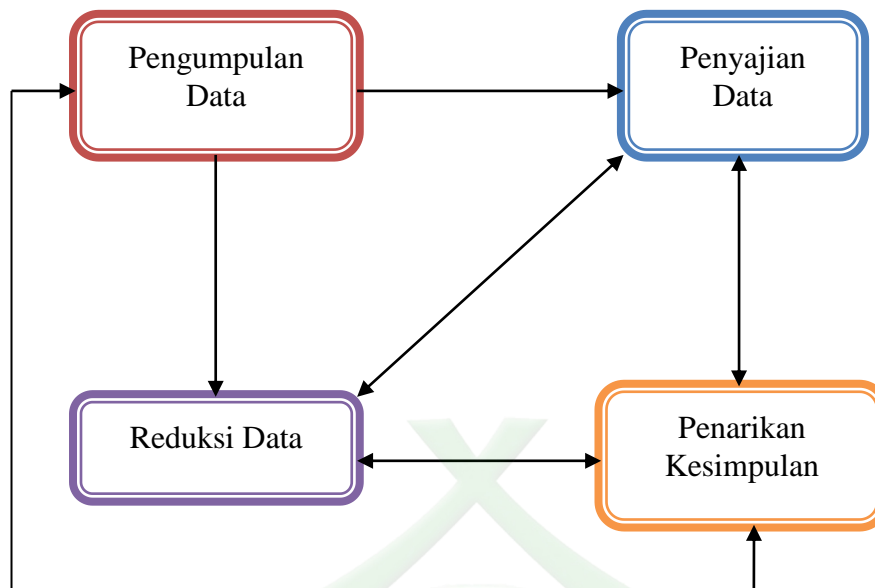 Pengumpulan
Data
Penyajian
Data
Reduksi Data
Penarikan
Kesimpulan